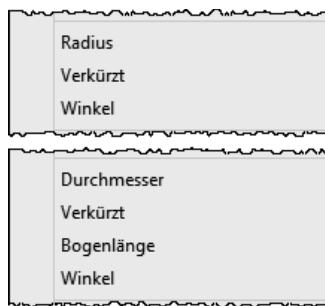 Radius
Verkürzt
Winkel
Durchmesser
Verkürzt
Bogenlänge
Winkel